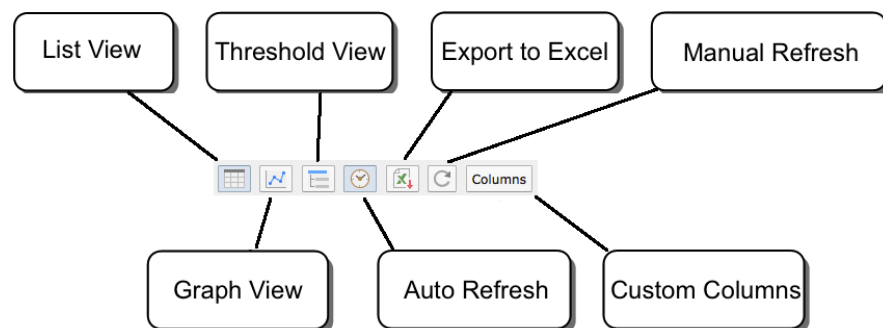 List View
Threshold View
Export to Excel
Manual Refresh
Columns
Graph View
Auto Refresh
Custom Columns